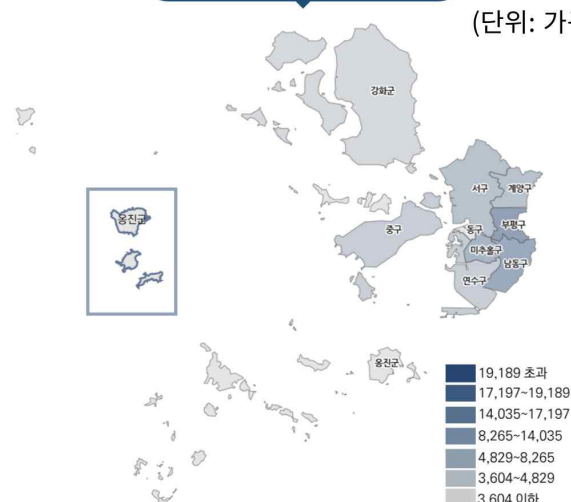 (단위: 가구
강화군
서구
계양구
옹진군
중구
동구
부평구
미추홀구
남동구
연수구
옹진군
19,189 초과
17,197~19,189
14,035~17,197
8,265~14,035
4,829~8,265
3,604~4,829
3,604 이하